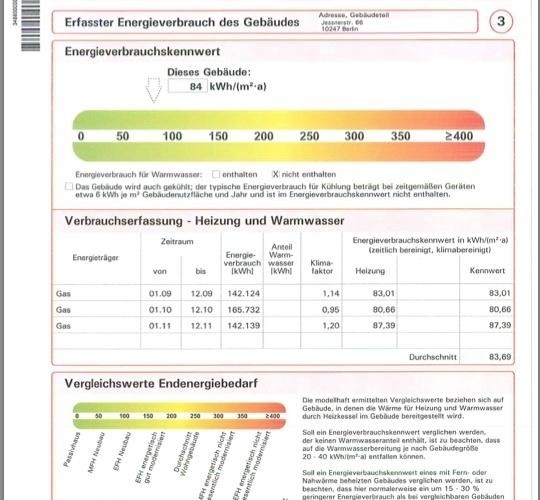 Erfasster Energieverbrauch des Gebäudes
Adresse, Gebäudeteil
Jessnerstr. 66
10247 Berlin
3
Energieverbrauchskennwert
Dieses Gebäude:
84 kWh/(m²·a)
0 50 100 150 200 250 300 350 ≥400
Energieverbrauch für Warmwasser: enthalten X nicht enthalten
Das Gebäude wird auch gekühlt; der typische Energieverbrauch für Kühlung beträgt bei zeitgemäßen Geräten
etwa 6 kWh je m² Gebäudenutzfläche und Jahr und ist im Energieverbrauchskennwert nicht enthalten.
Verbrauchserfassung - Heizung und Warmwasser
Energieträger
Zeitraum
von bis
Energie-
verbrauch
[kWh]
Anteil
Warm-
wasser
[kWh]
Klima-
faktor
Energieverbrauchskennwert in kWh/(m²·a)
(zeitlich bereinigt, klimabereinigt)
Heizung Kennwert
Gas 01.09 12.09 142.124 1,14 83,01 83,01
Gas 01.10 12.10 165.732 0,95 80,66 80,66
Gas 01.11 12.11 142.139 1,20 87,39 87,39
Durchschnitt 83,69
Vergleichswerte Endenergiebedarf
0 50 100 150 200 250 300 350 ≥400
Passivhaus
MFH Neubau
EFH Neubau
EFH energetisch
gut modernisiert
Durchschnitt
Wohngebäude
MFH energetisch nicht
wesentlich modernisiert
EFH energetisch nicht
wesentlich modernisiert
Die modellhaft ermittelten Vergleichswerte beziehen sich auf
Gebäude, in denen die Wärme für Heizung und Warmwasser
durch Heizkessel im Gebäude bereitgestellt wird.
Soll ein Energieverbrauchskennwert verglichen werden,
der keinen Warmwasseranteil enthält, ist zu beachten, dass
auf die Warmwasserbereitung je nach Gebäudegröße
20 - 40 kWh/m²·a) entfallen können.
Soll ein Energieverbrauchskennwert eines mit Fern- oder
Nahwärme beheizten Gebäudes verglichen werden, ist zu
beachten, dass hier normalerweise ein um 15 - 30 %
geringerer Energieverbrauch als bei vergleichbaren Gebäuden